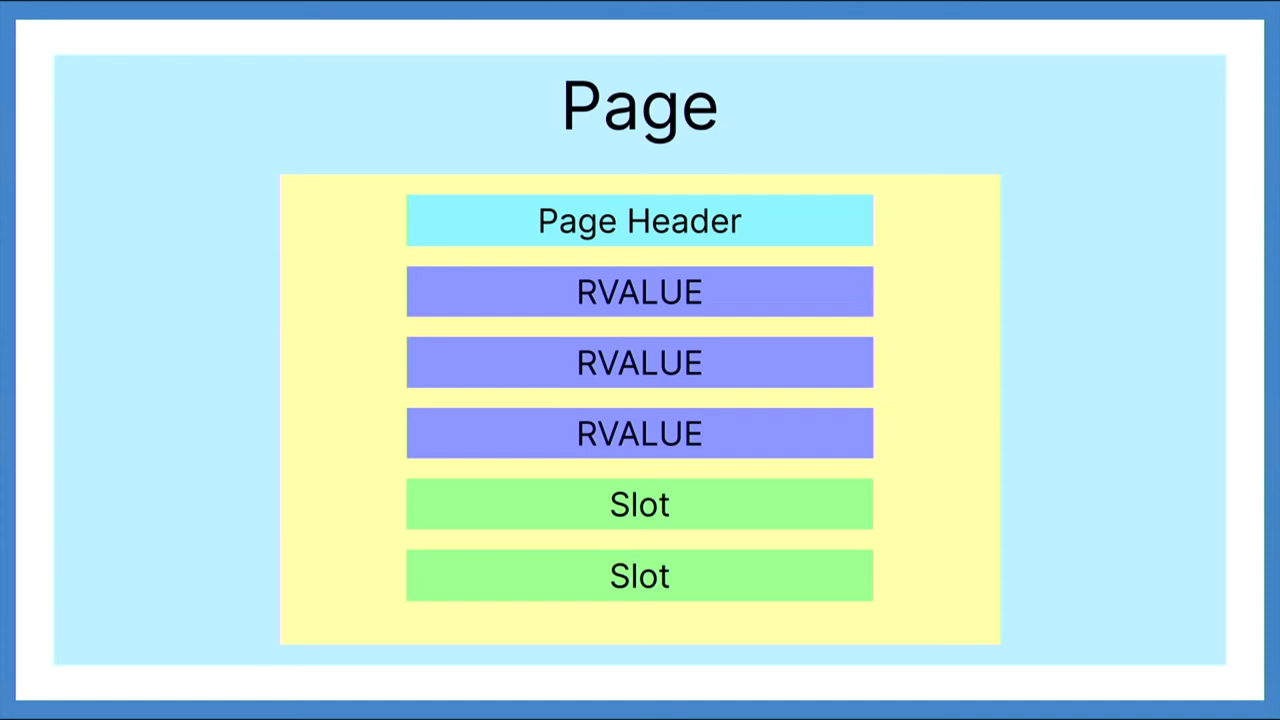 Page
Page Header
RVALUE
RVALUE
RVALUE
Slot
Slot